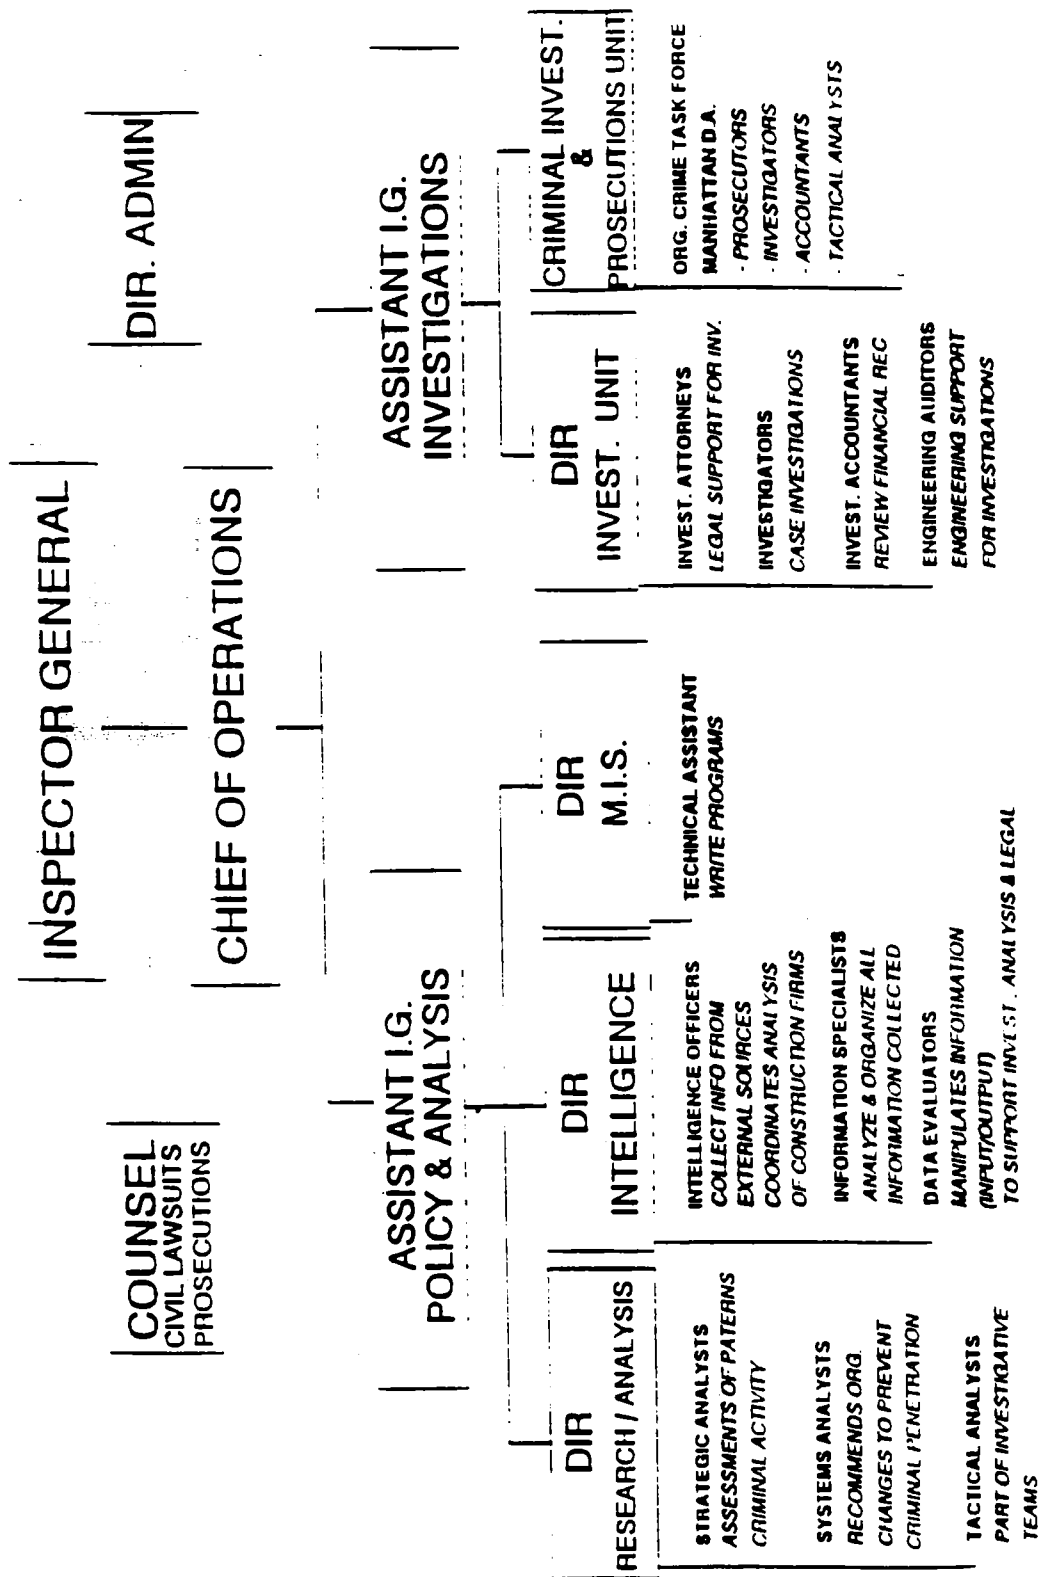 INSPECTOR GENERAL
COUNSEL
CIVIL LAWSUITS
PROSECUTIONS
DIR. ADMIN
CHIEF OF OPERATIONS
ASSISTANT I.G.
POLICY & ANALYSIS
ASSISTANT I.G.
INVESTIGATIONS
DIR
RESEARCH / ANALYSIS
STRATEGIC ANALYSTS
ASSESSMENTS OF PATERNS
CRIMINAL ACTIVITY
SYSTEMS ANALYSTS
RECOMMENDS ORG.
CHANGES TO PREVENT
CRIMINAL PENETRATION
TACTICAL ANALYSTS
PART OF INVESTIGATIVE
TEAMS
DIR
INTELLIGENCE
INTELLIGENCE OFFICERS
COLLECT INFO FROM
EXTERNAL SOURCES
COORDINATES ANALYSIS
OF CONSTRUCTION FIRMS
INFORMATION SPECIALISTS
ANALYZE & ORGANIZE ALL
INFORMATION COLLECTED
DATA EVALUATORS
MANIPULATES INFORMATION
(INPUT/OUTPUT)
TO SUPPORT INVEST. ANALYSIS & LEGAL
DIR
M.I.S.
TECHNICAL ASSISTANT
WRITE PROGRAMS
DIR
INVEST. UNIT
INVEST. ATTORNEYS
LEGAL SUPPORT FOR INV.
INVESTIGATORS
CASE INVESTIGATIONS
INVEST. ACCOUNTANTS
REVIEW FINANCIAL REC
ENGINEERING AUDITORS
ENGINEERING SUPPORT
FOR INVESTIGATIONS
CRIMINAL INVEST.
&
PROSECUTIONS UNIT
ORG. CRIME TASK FORCE
MANHATTAN D.A.
- PROSECUTORS
- INVESTIGATORS
- ACCOUNTANTS
- TACTICAL ANALYSTS